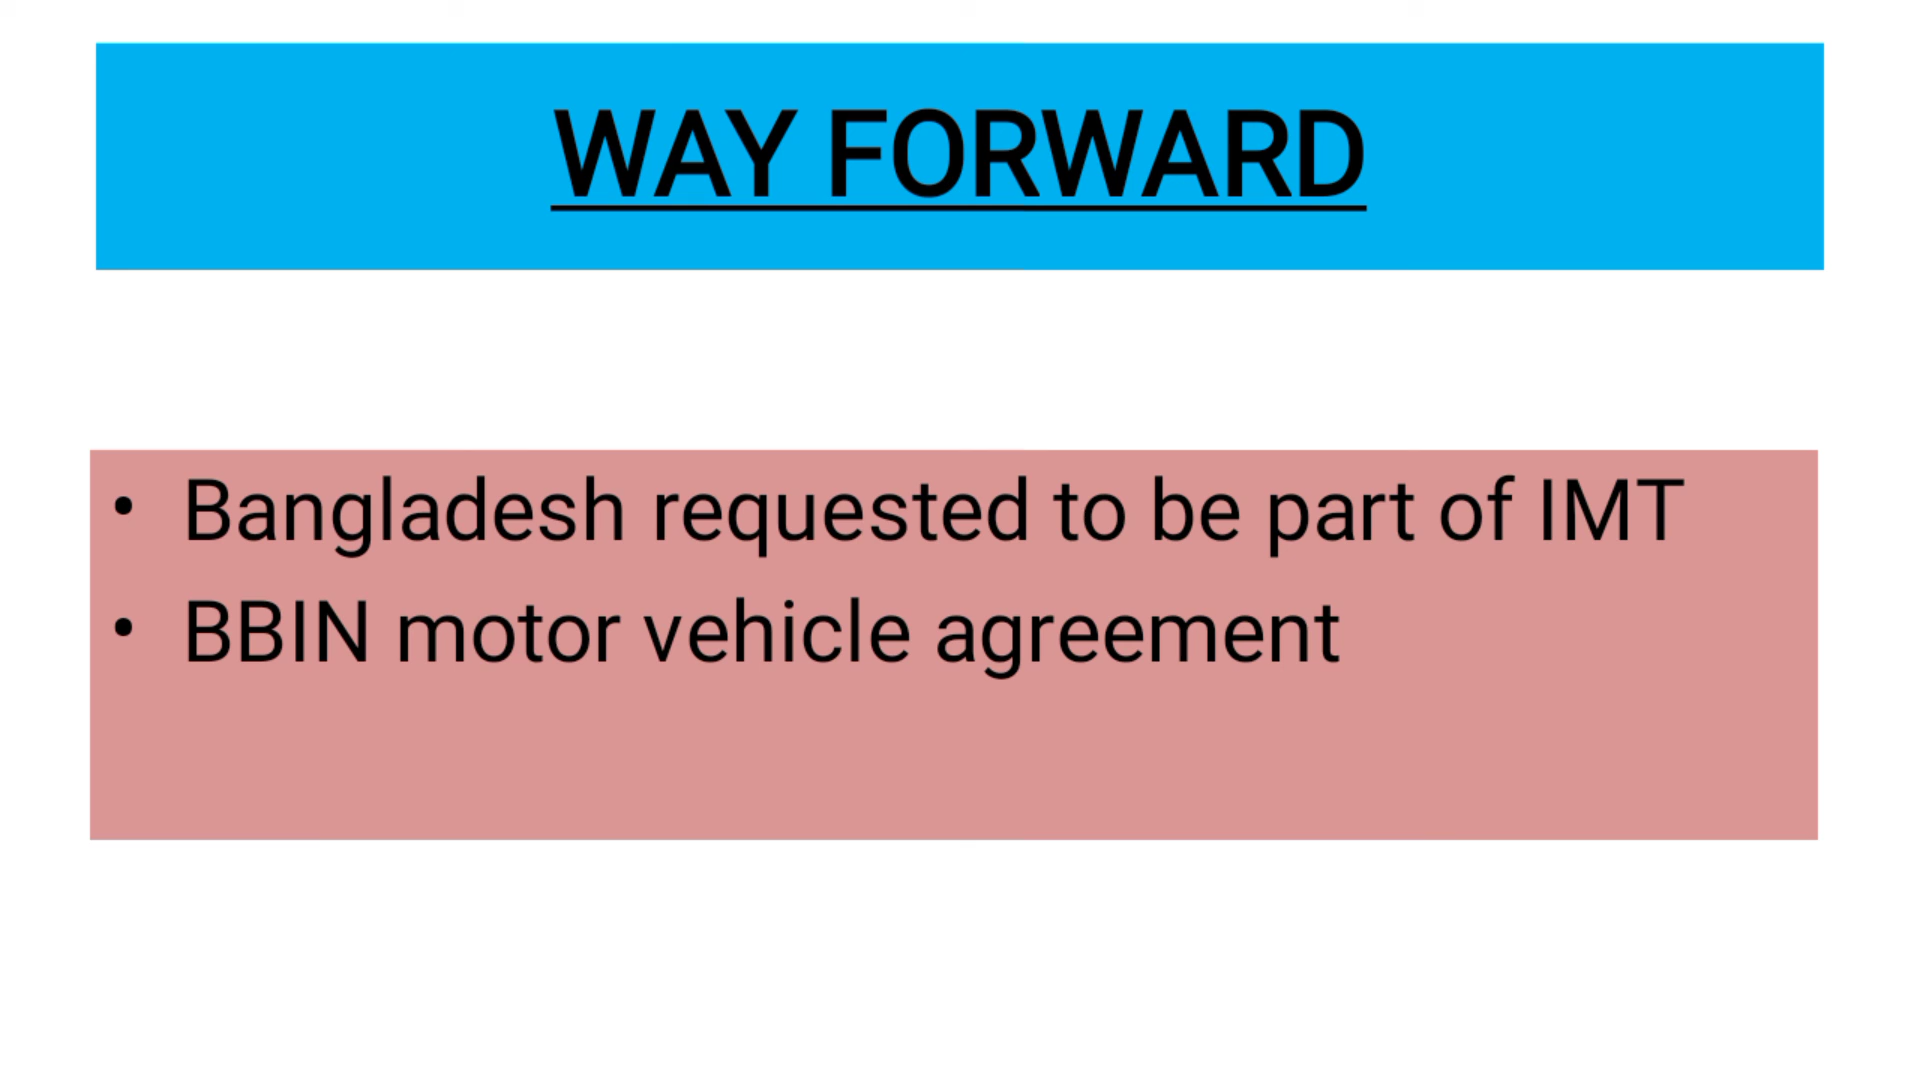 WAY FORWARD
• Bangladesh requested to be part of IMT
• BBIN motor vehicle agreement